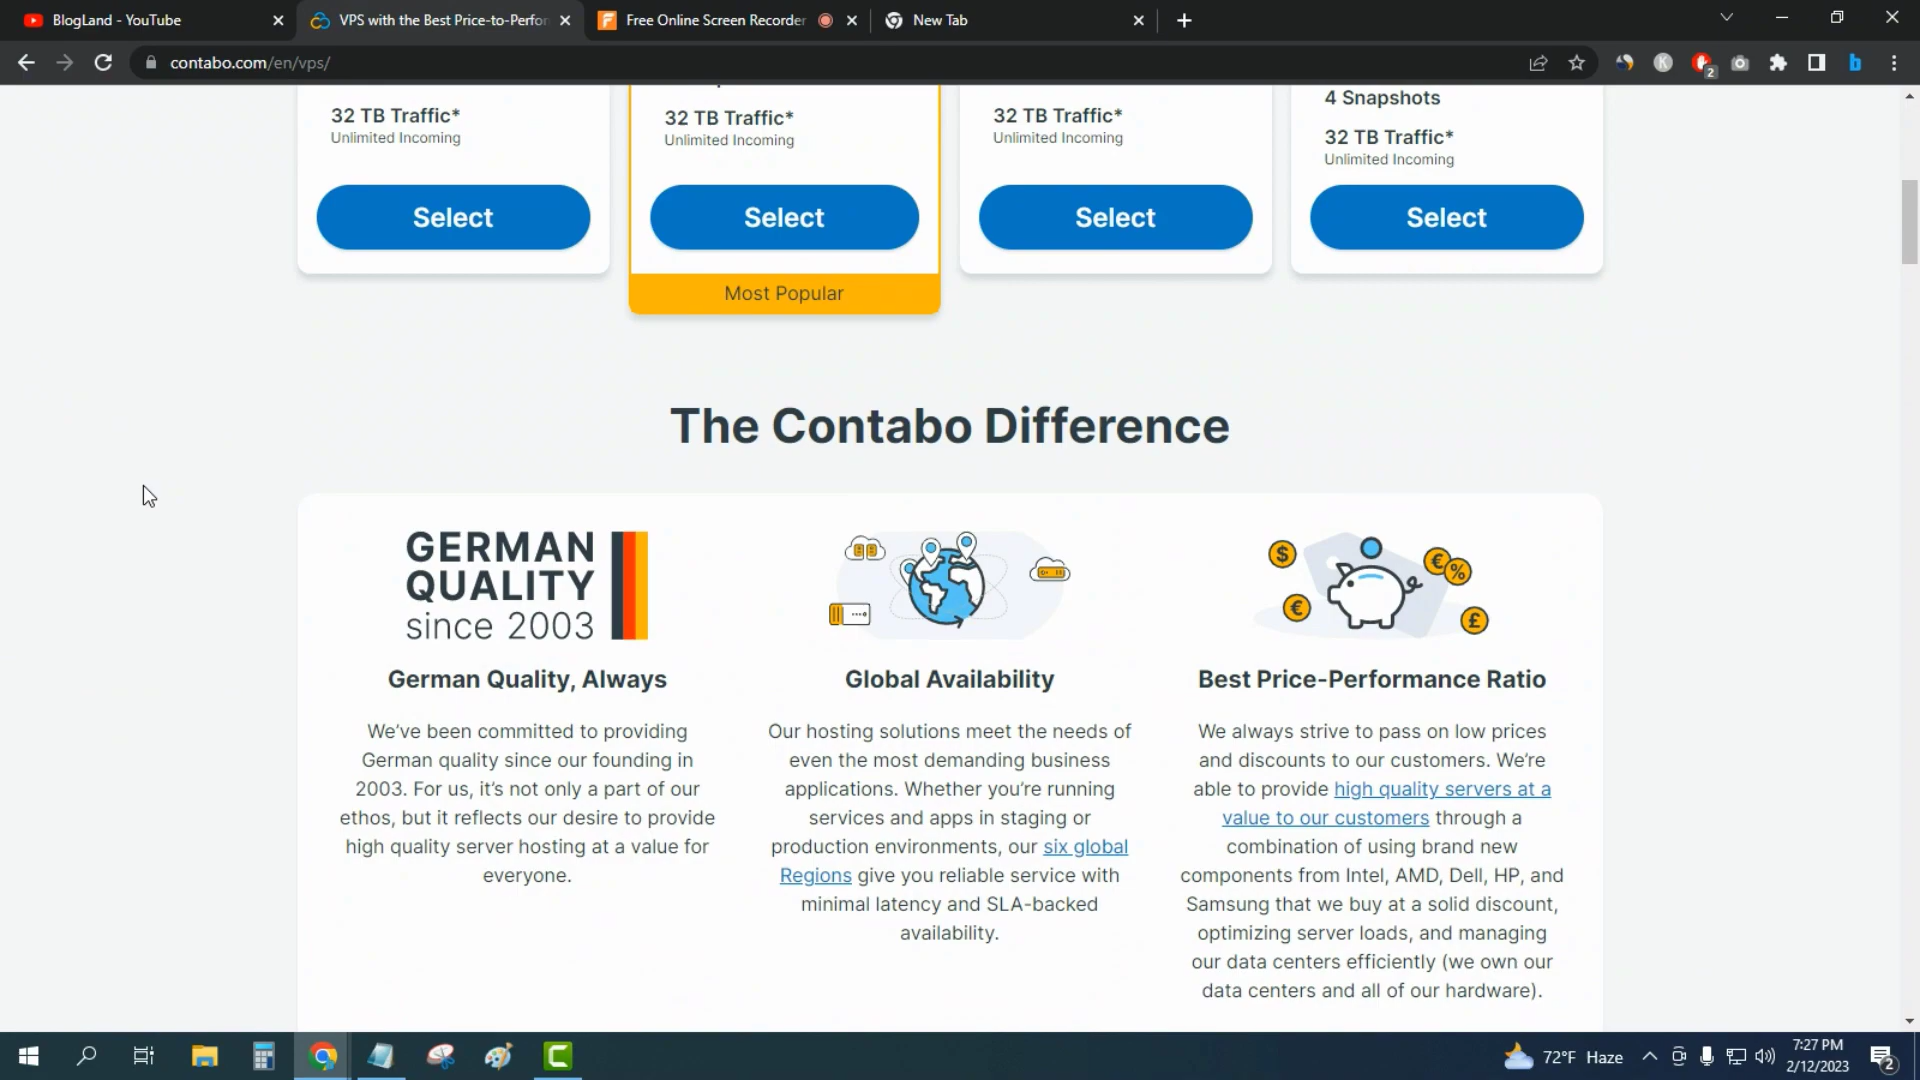 BlogLand - YouTube
VPS with the Best Price-to-Perfor
Free Online Screen Recorder
New Tab
contabo.com/en/vps/
2
b
32 TB Traffic*
Unlimited Incoming
Select
32 TB Traffic*
Unlimited Incoming
Select
Most Popular
32 TB Traffic*
Unlimited Incoming
Select
4 Snapshots
32 TB Traffic*
Unlimited Incoming
Select
The Contabo Difference
GERMAN
QUALITY
since 2003
German Quality, Always
We've been committed to providing
German quality since our founding in
2003. For us, it's not only a part of our
ethos, but it reflects our desire to provide
high quality server hosting at a value for
everyone.
Global Availability
Our hosting solutions meet the needs of
even the most demanding business
applications. Whether you're running
services and apps in staging or
production environments, our six global
Regions give you reliable service with
minimal latency and SLA-backed
availability.
$ € % € £
Best Price-Performance Ratio
We always strive to pass on low prices
and discounts to our customers. We're
able to provide high quality servers at a
value to our customers through a
combination of using brand new
components from Intel, AMD, Dell, HP, and
Samsung that we buy at a solid discount,
optimizing server loads, and managing
our data centers efficiently (we own our
data centers and all of our hardware).
72°F Haze
7:27 PM
2/12/2023
2